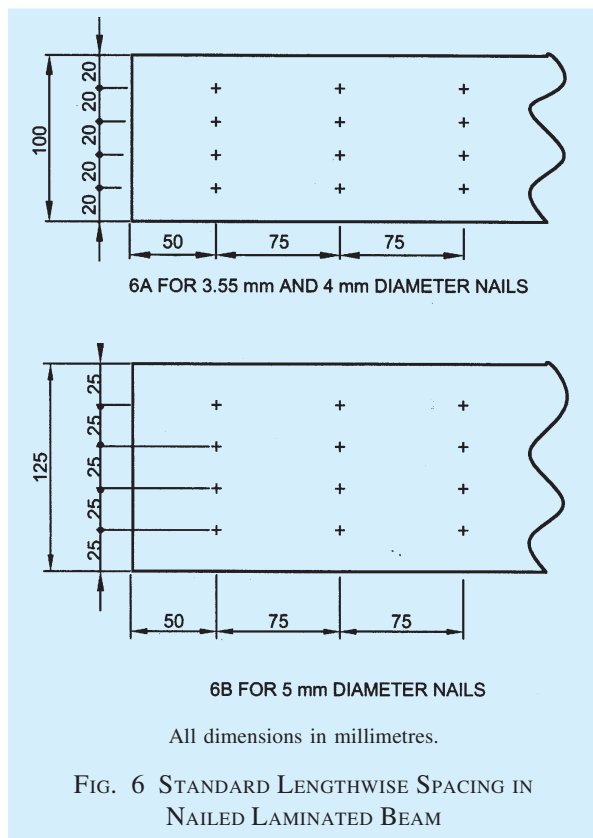 20
20
20
20
20
100
50 75 75
6A FOR 3.55 mm AND 4 mm DIAMETER NAILS
25
25
25
25
25
125
50 75 75
6B FOR 5 mm DIAMETER NAILS
All dimensions in millimetres.
FIG. 6 STANDARD LENGTHWISE SPACING IN
NAILED LAMINATED BEAM